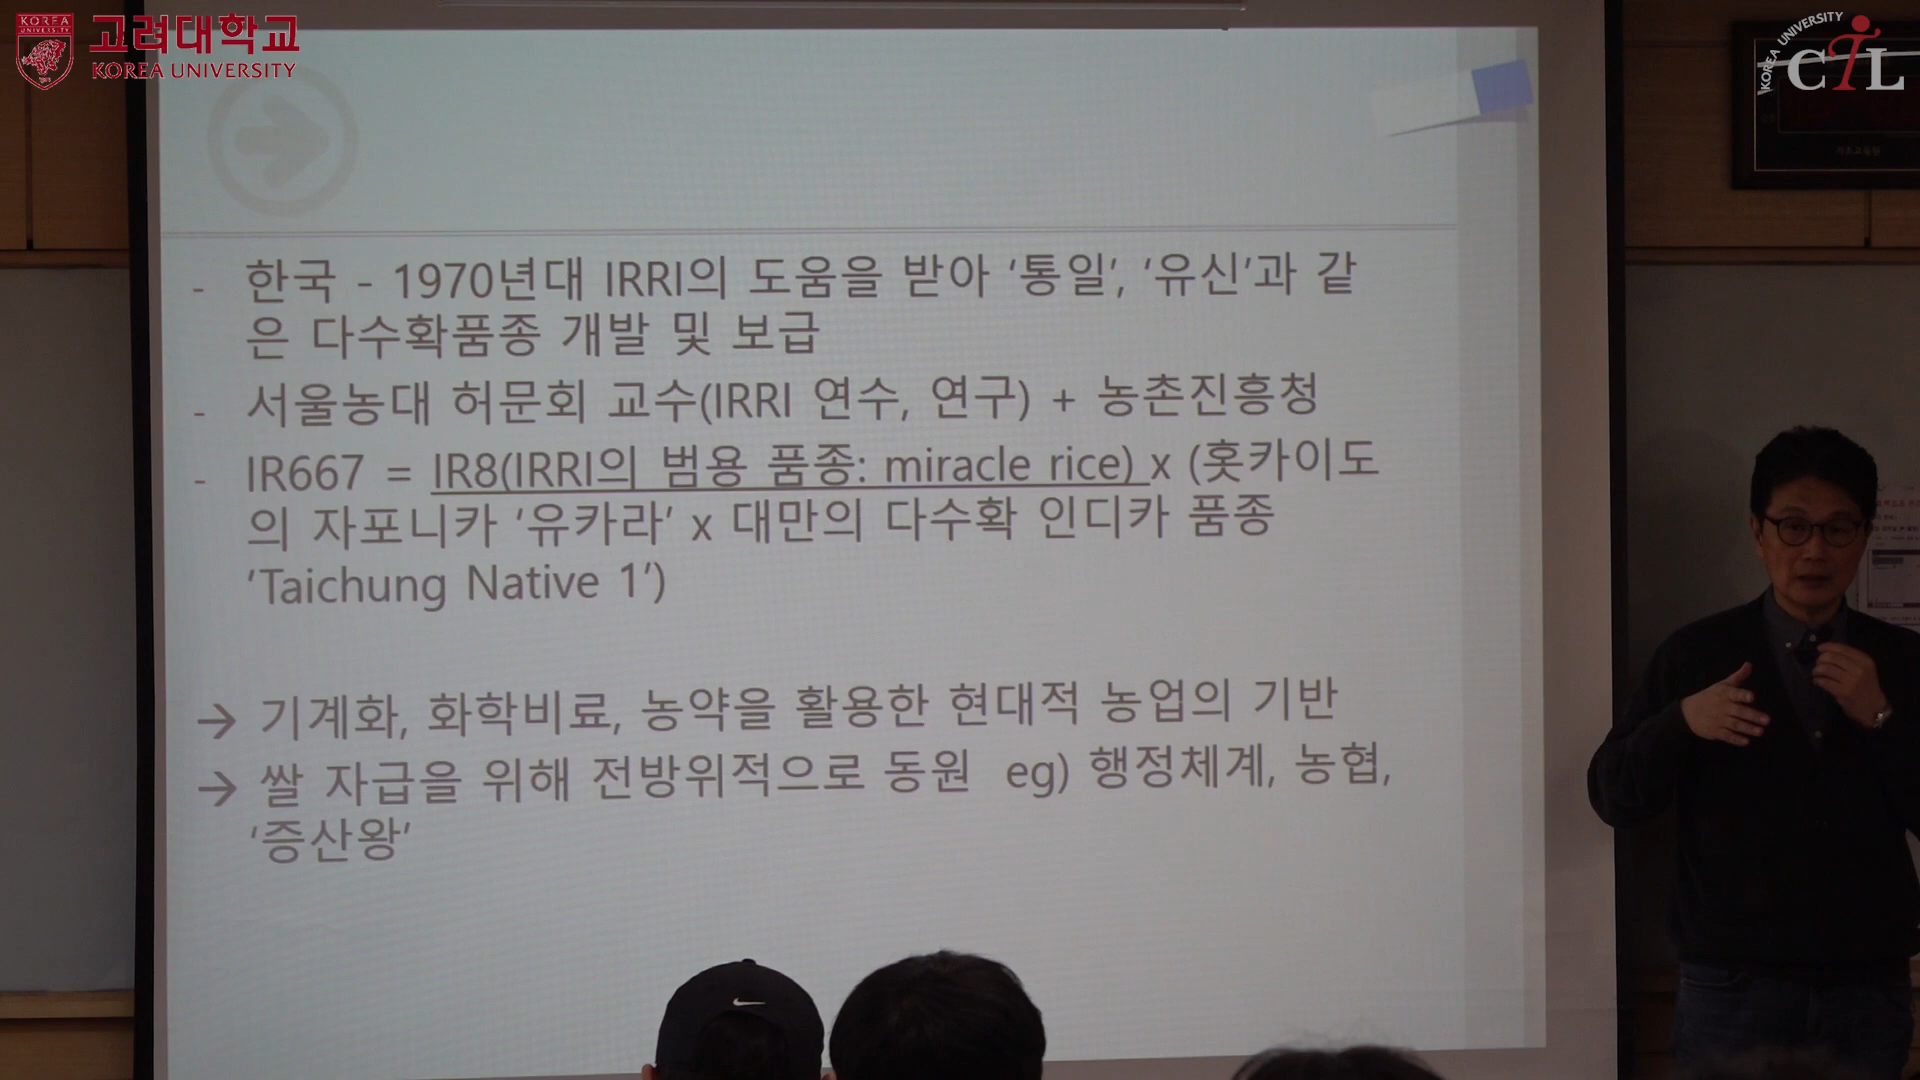 KOREA UNIVERSITY
고려대학교
KOREA UNIVERSITY
KOREA UNIVERSITY
CiL
- 한국 - 1970년대 IRRI의 도움을 받아 ‘통일’, ‘유신’과 같
은 다수확품종 개발 및 보급
- 서울농대 허문회 교수(IRRI 연수, 연구) + 농촌진흥청
- IR667 = IR8(IRRI의 범용 품종: miracle rice) x (홋카이도
의 자포니카 ‘유카라’ x 대만의 다수확 인디카 품종
‘Taichung Native 1’)
→ 기계화, 화학비료, 농약을 활용한 현대적 농업의 기반
→ 쌀 자급을 위해 전방위적으로 동원 eg) 행정체계, 농협,
‘증산왕’